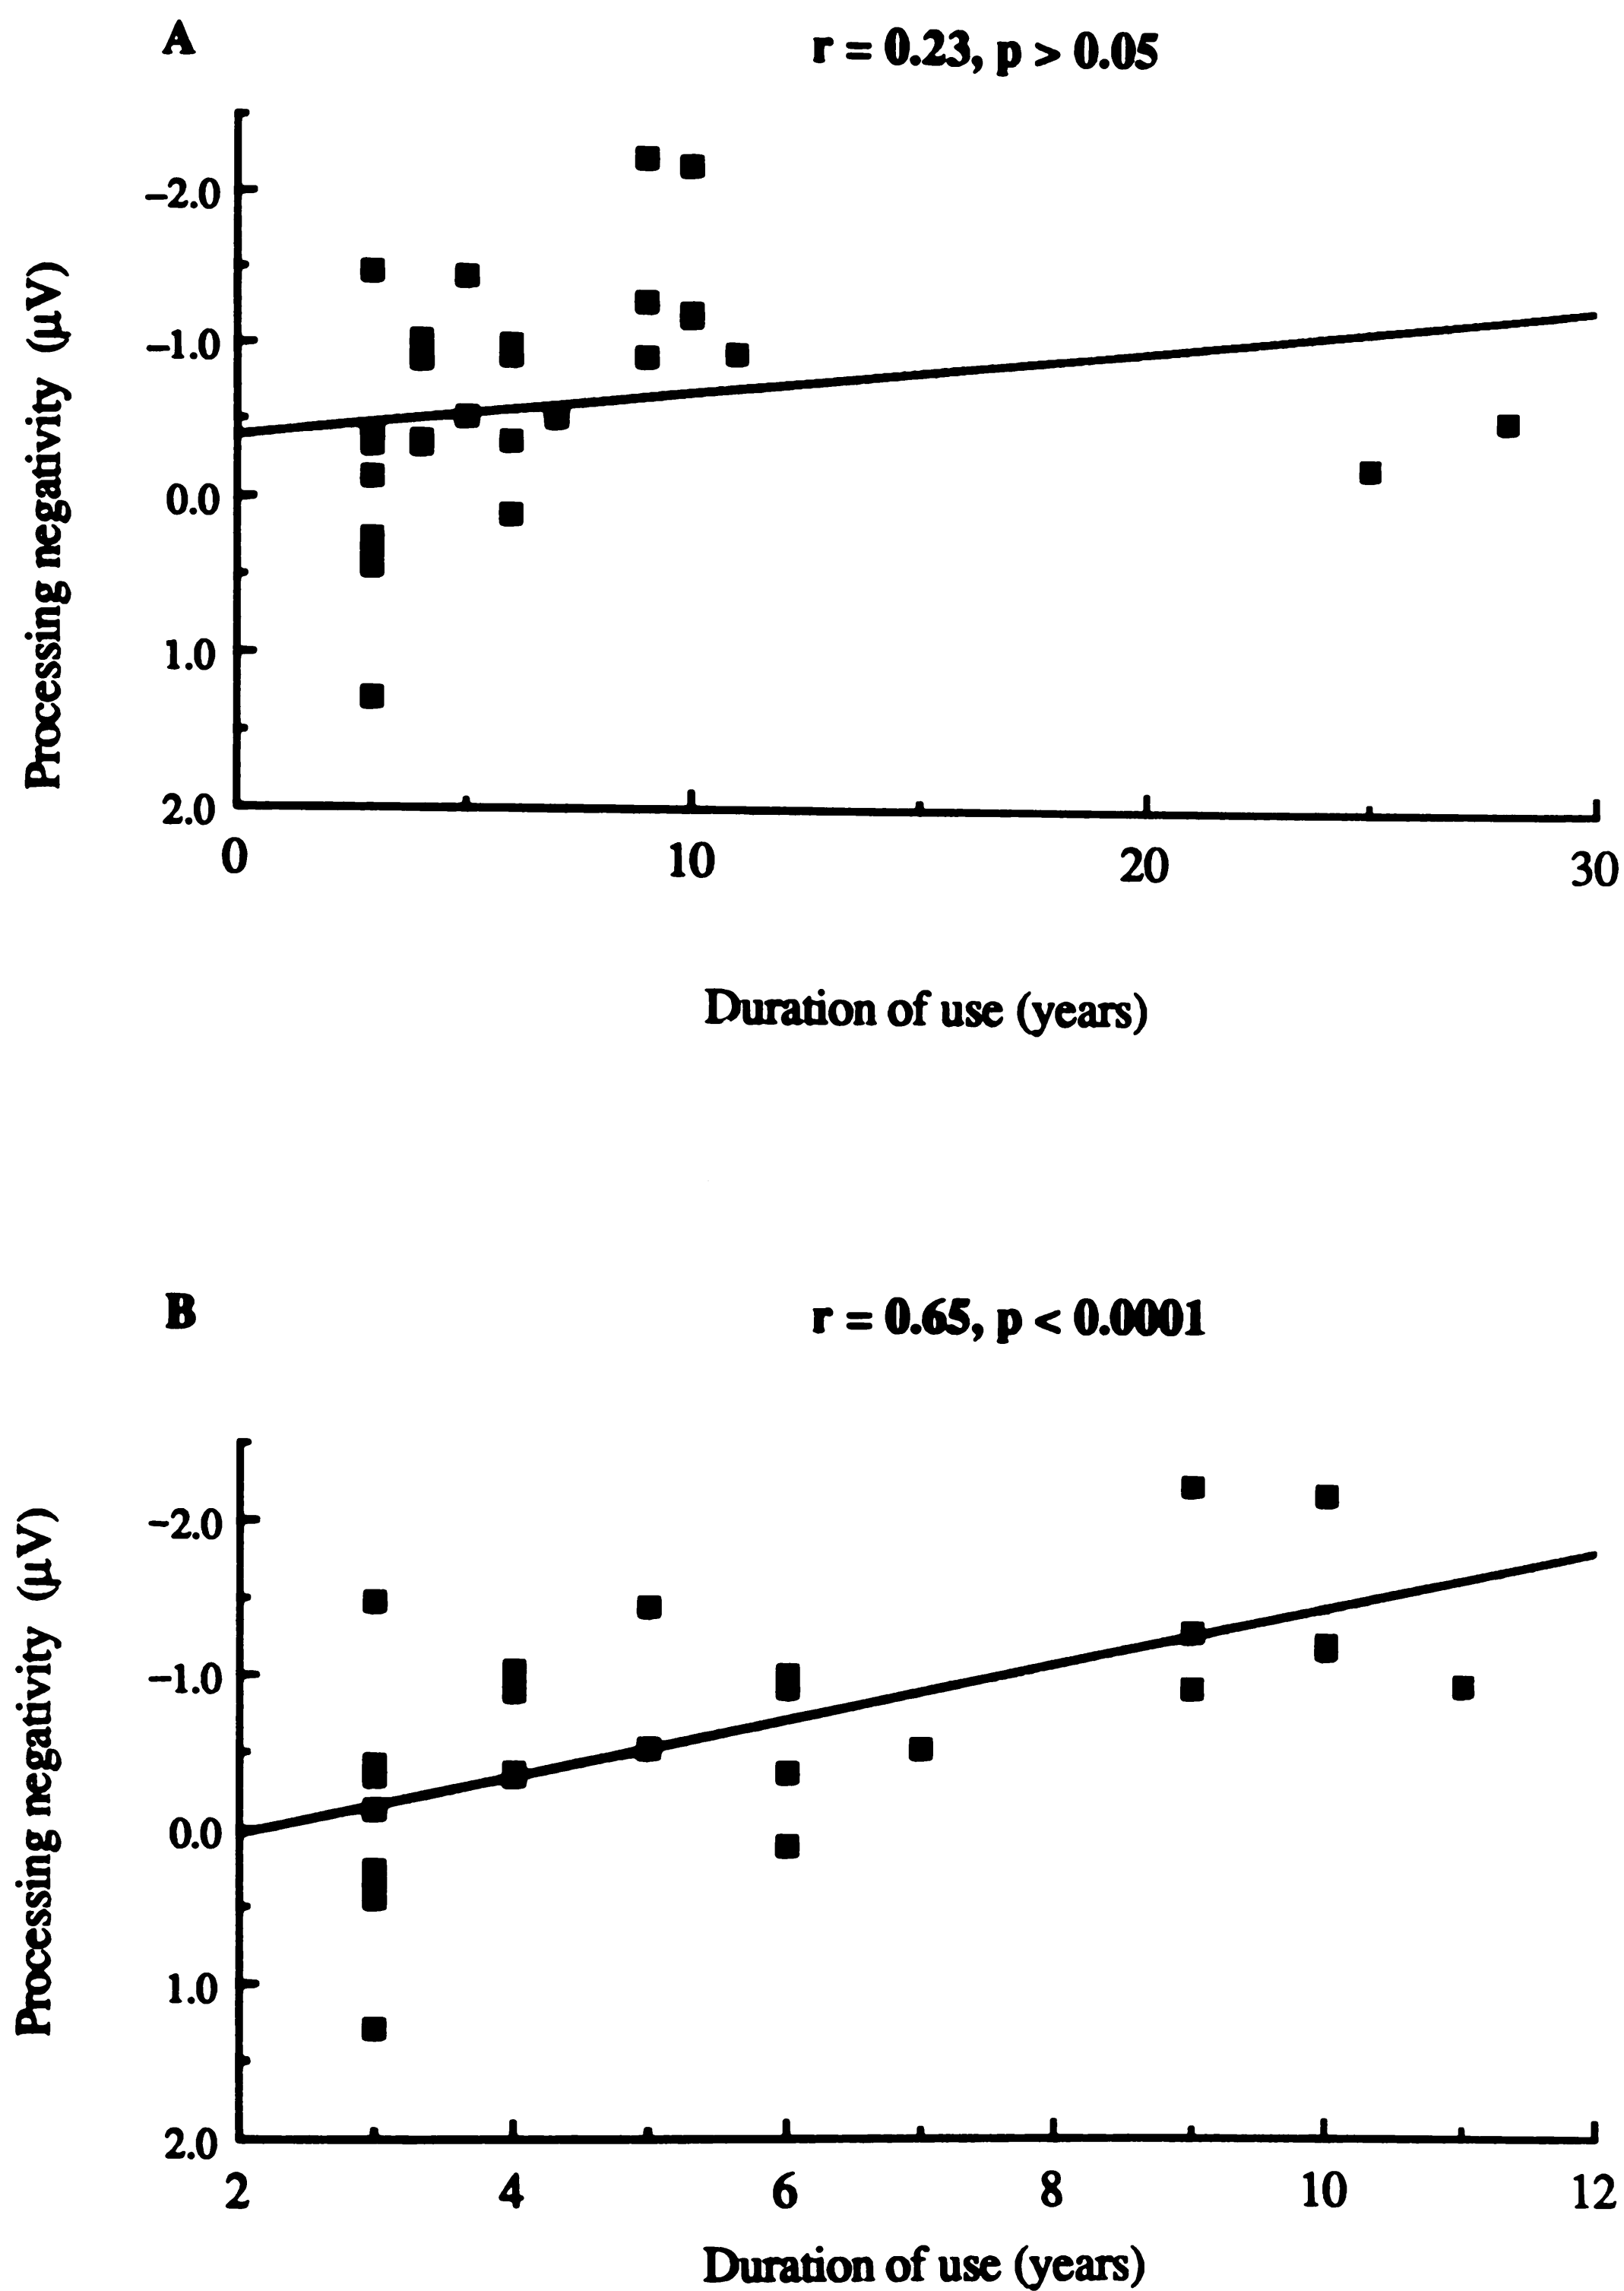 A
r = 0.23, p > 0.05
Processing negativity (µV)
−2.0
−1.0
0.0
1.0
2.0
0 10 20 30
Duration of use (years)
B
r = 0.65, p < 0.0001
Processing negativity (µV)
−2.0
−1.0
0.0
1.0
2.0
2 4 6 8 10 12
Duration of use (years)